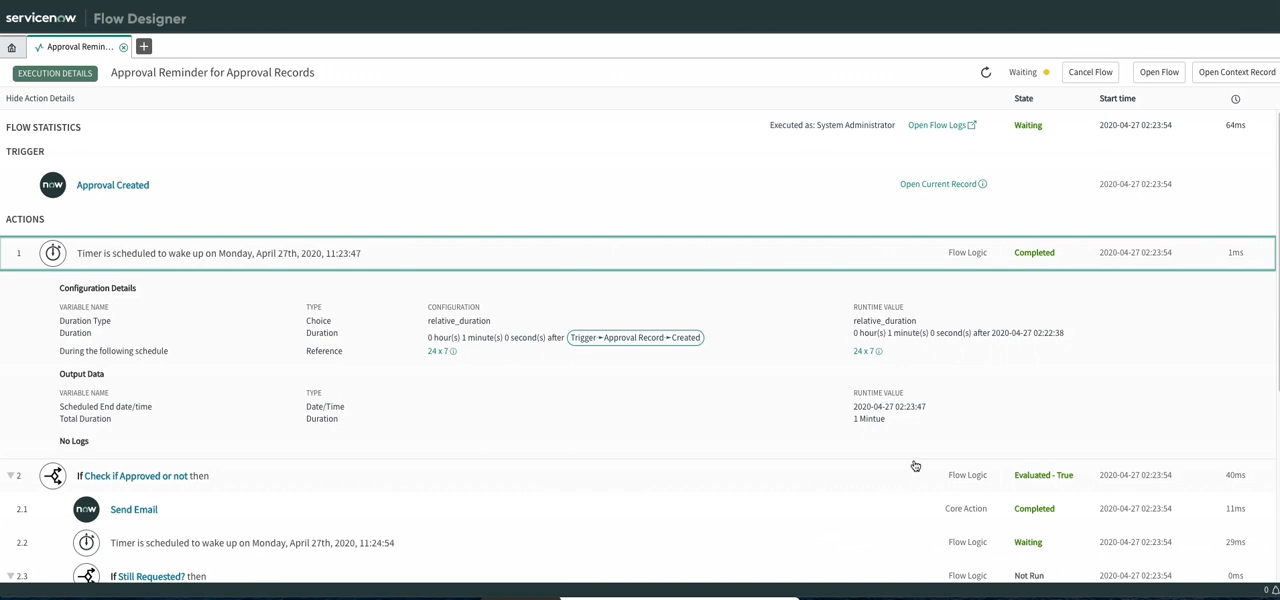 servicenow Flow Designer
Approval Remin...
EXECUTION DETAILS Approval Reminder for Approval Records Waiting Cancel Flow Open Flow Open Context Record
Hide Action Details State Start time
FLOW STATISTICS Executed as: System Administrator Open Flow Logs Waiting 2020-04-27 02:23:54 64ms
TRIGGER
now Approval Created Open Current Record 2020-04-27 02:23:54
ACTIONS
1 Timer is scheduled to wake up on Monday, April 27th, 2020, 11:23:47 Flow Logic Completed 2020-04-27 02:23:54 1ms
Configuration Details
VARIABLE NAME TYPE CONFIGURATION RUNTIME VALUE
Duration Type Choice relative_duration relative_duration
Duration Duration 0 hour(s) 1 minute(s) 0 second(s) after Trigger ➛ Approval Record ➛ Created 0 hour(s) 1 minute(s) 0 second(s) after 2020-04-27 02:22:38
During the following schedule Reference 24 x 7 24 x 7
Output Data
VARIABLE NAME TYPE RUNTIME VALUE
Scheduled End date/time Date/Time 2020-04-27 02:23:47
Total Duration Duration 1 Mintue
No Logs
2 If Check if Approved or not then Flow Logic Evaluated - True 2020-04-27 02:23:54 40ms
2.1 now Send Email Core Action Completed 2020-04-27 02:23:54 11ms
2.2 Timer is scheduled to wake up on Monday, April 27th, 2020, 11:24:54 Flow Logic Waiting 2020-04-27 02:23:54 29ms
2.3 If Still Requested? then Flow Logic Not Run 2020-04-27 02:23:54 0ms
0